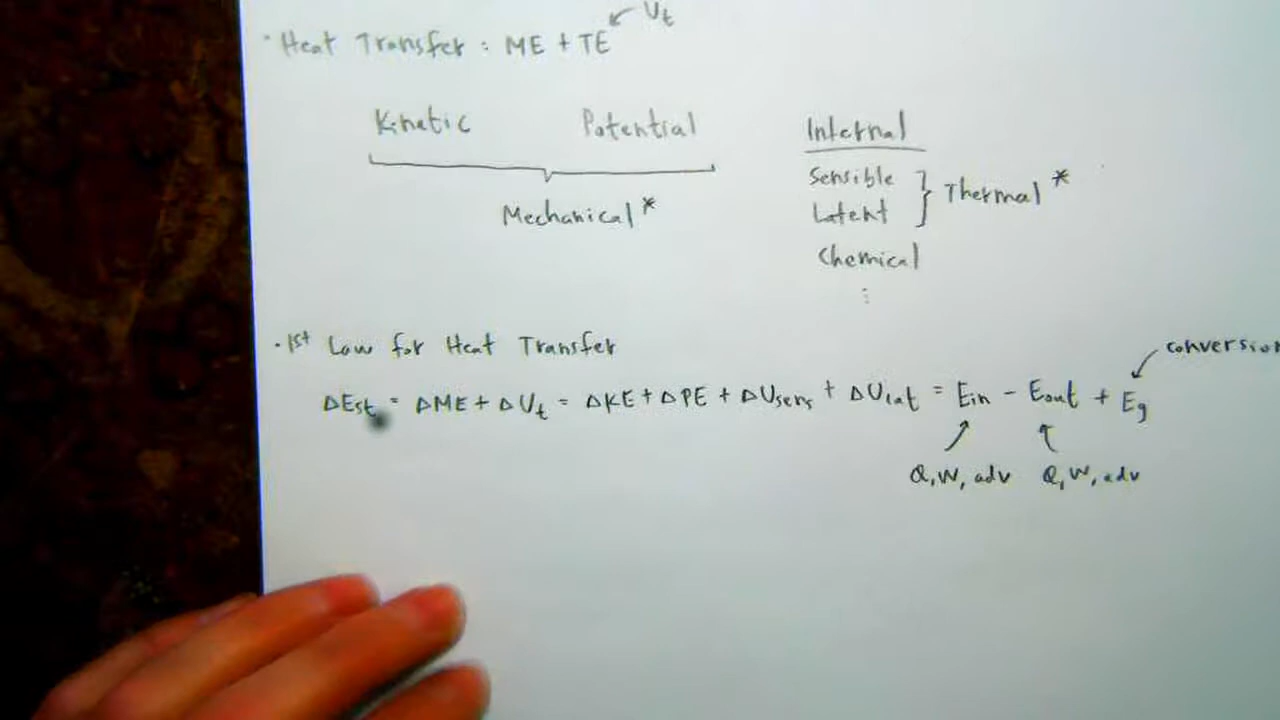 Ut
· Heat Transfer : ME + TE
Kinetic Potential Internal
Sensible
Latent } Thermal *
Mechanical *
Chemical
⋮
· 1st Law for Heat Transfer
conversion
ΔEst = ΔME + ΔUt = ΔKE + ΔPE + ΔUsens + ΔUlat = Ein - Eout + Eg
Q, W, adv Q, W, adv